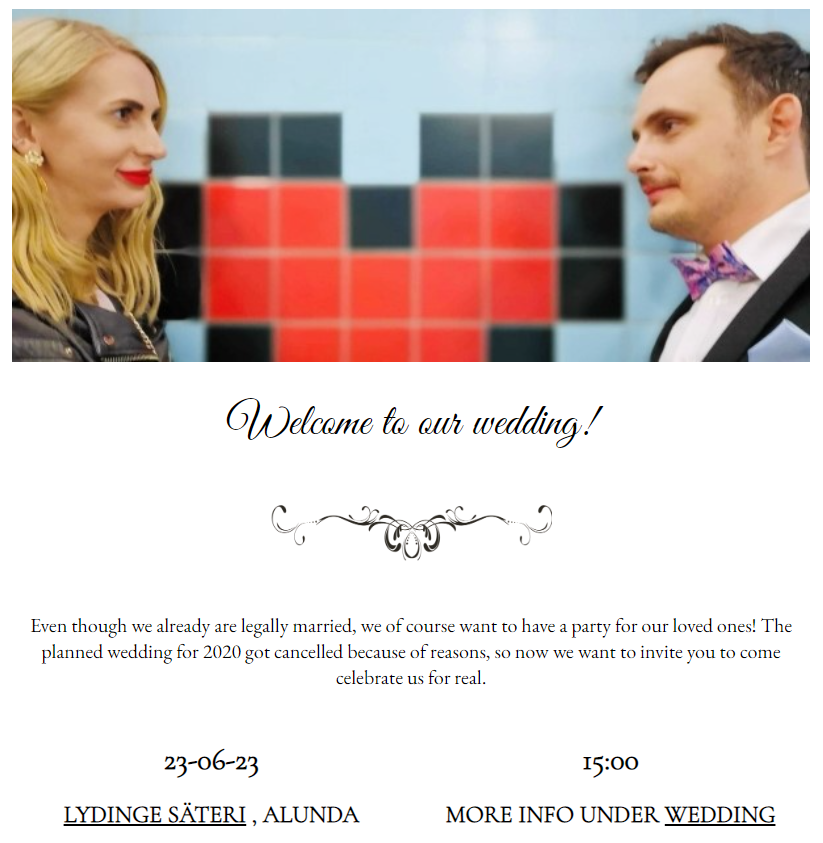 Welcome to our wedding!
Even though we already are legally married, we of course want to have a party for our loved ones! The
planned wedding for 2020 got cancelled because of reasons, so now we want to invite you to come
celebrate us for real.
23-06-23
15:00
LYDINGE SÄTERI , ALUNDA
MORE INFO UNDER WEDDING